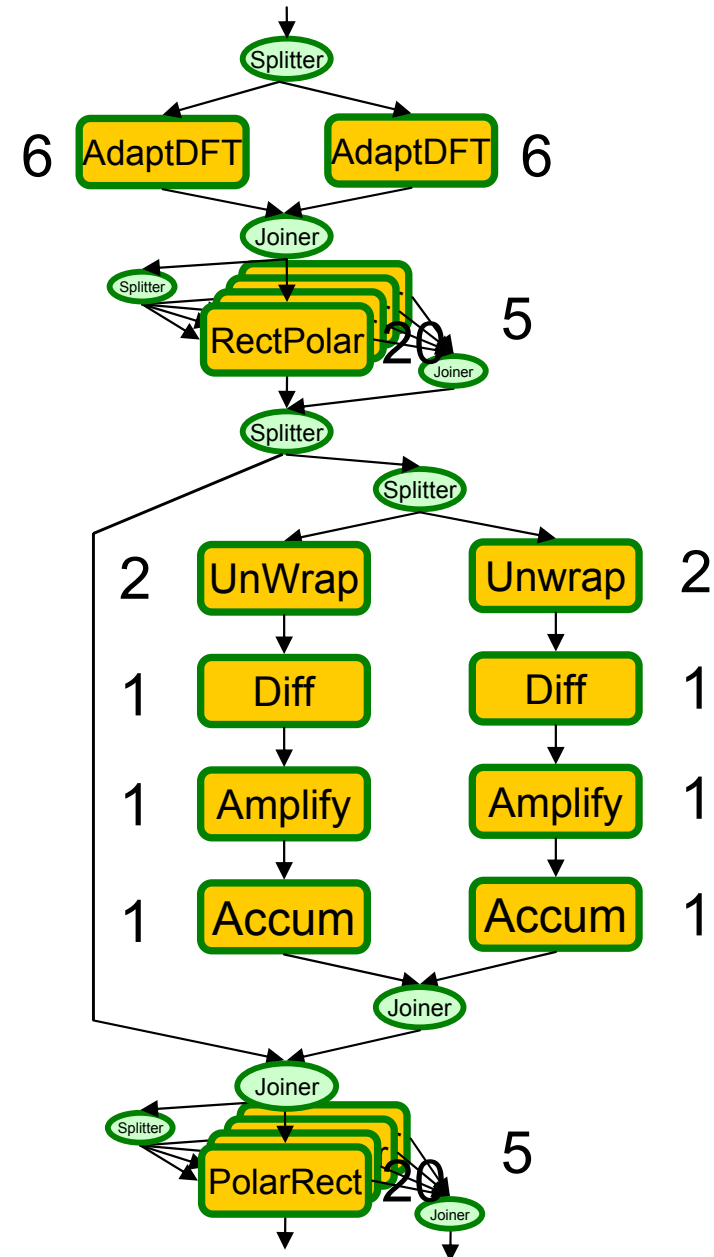 Splitter
6 AdaptDFT AdaptDFT 6
Joiner
Splitter
RectPolar 20 5
Joiner
Splitter
Splitter
2 UnWrap Unwrap 2
1 Diff Diff 1
1 Amplify Amplify 1
1 Accum Accum 1
Joiner
Joiner
Splitter
PolarRect 20 5
Joiner